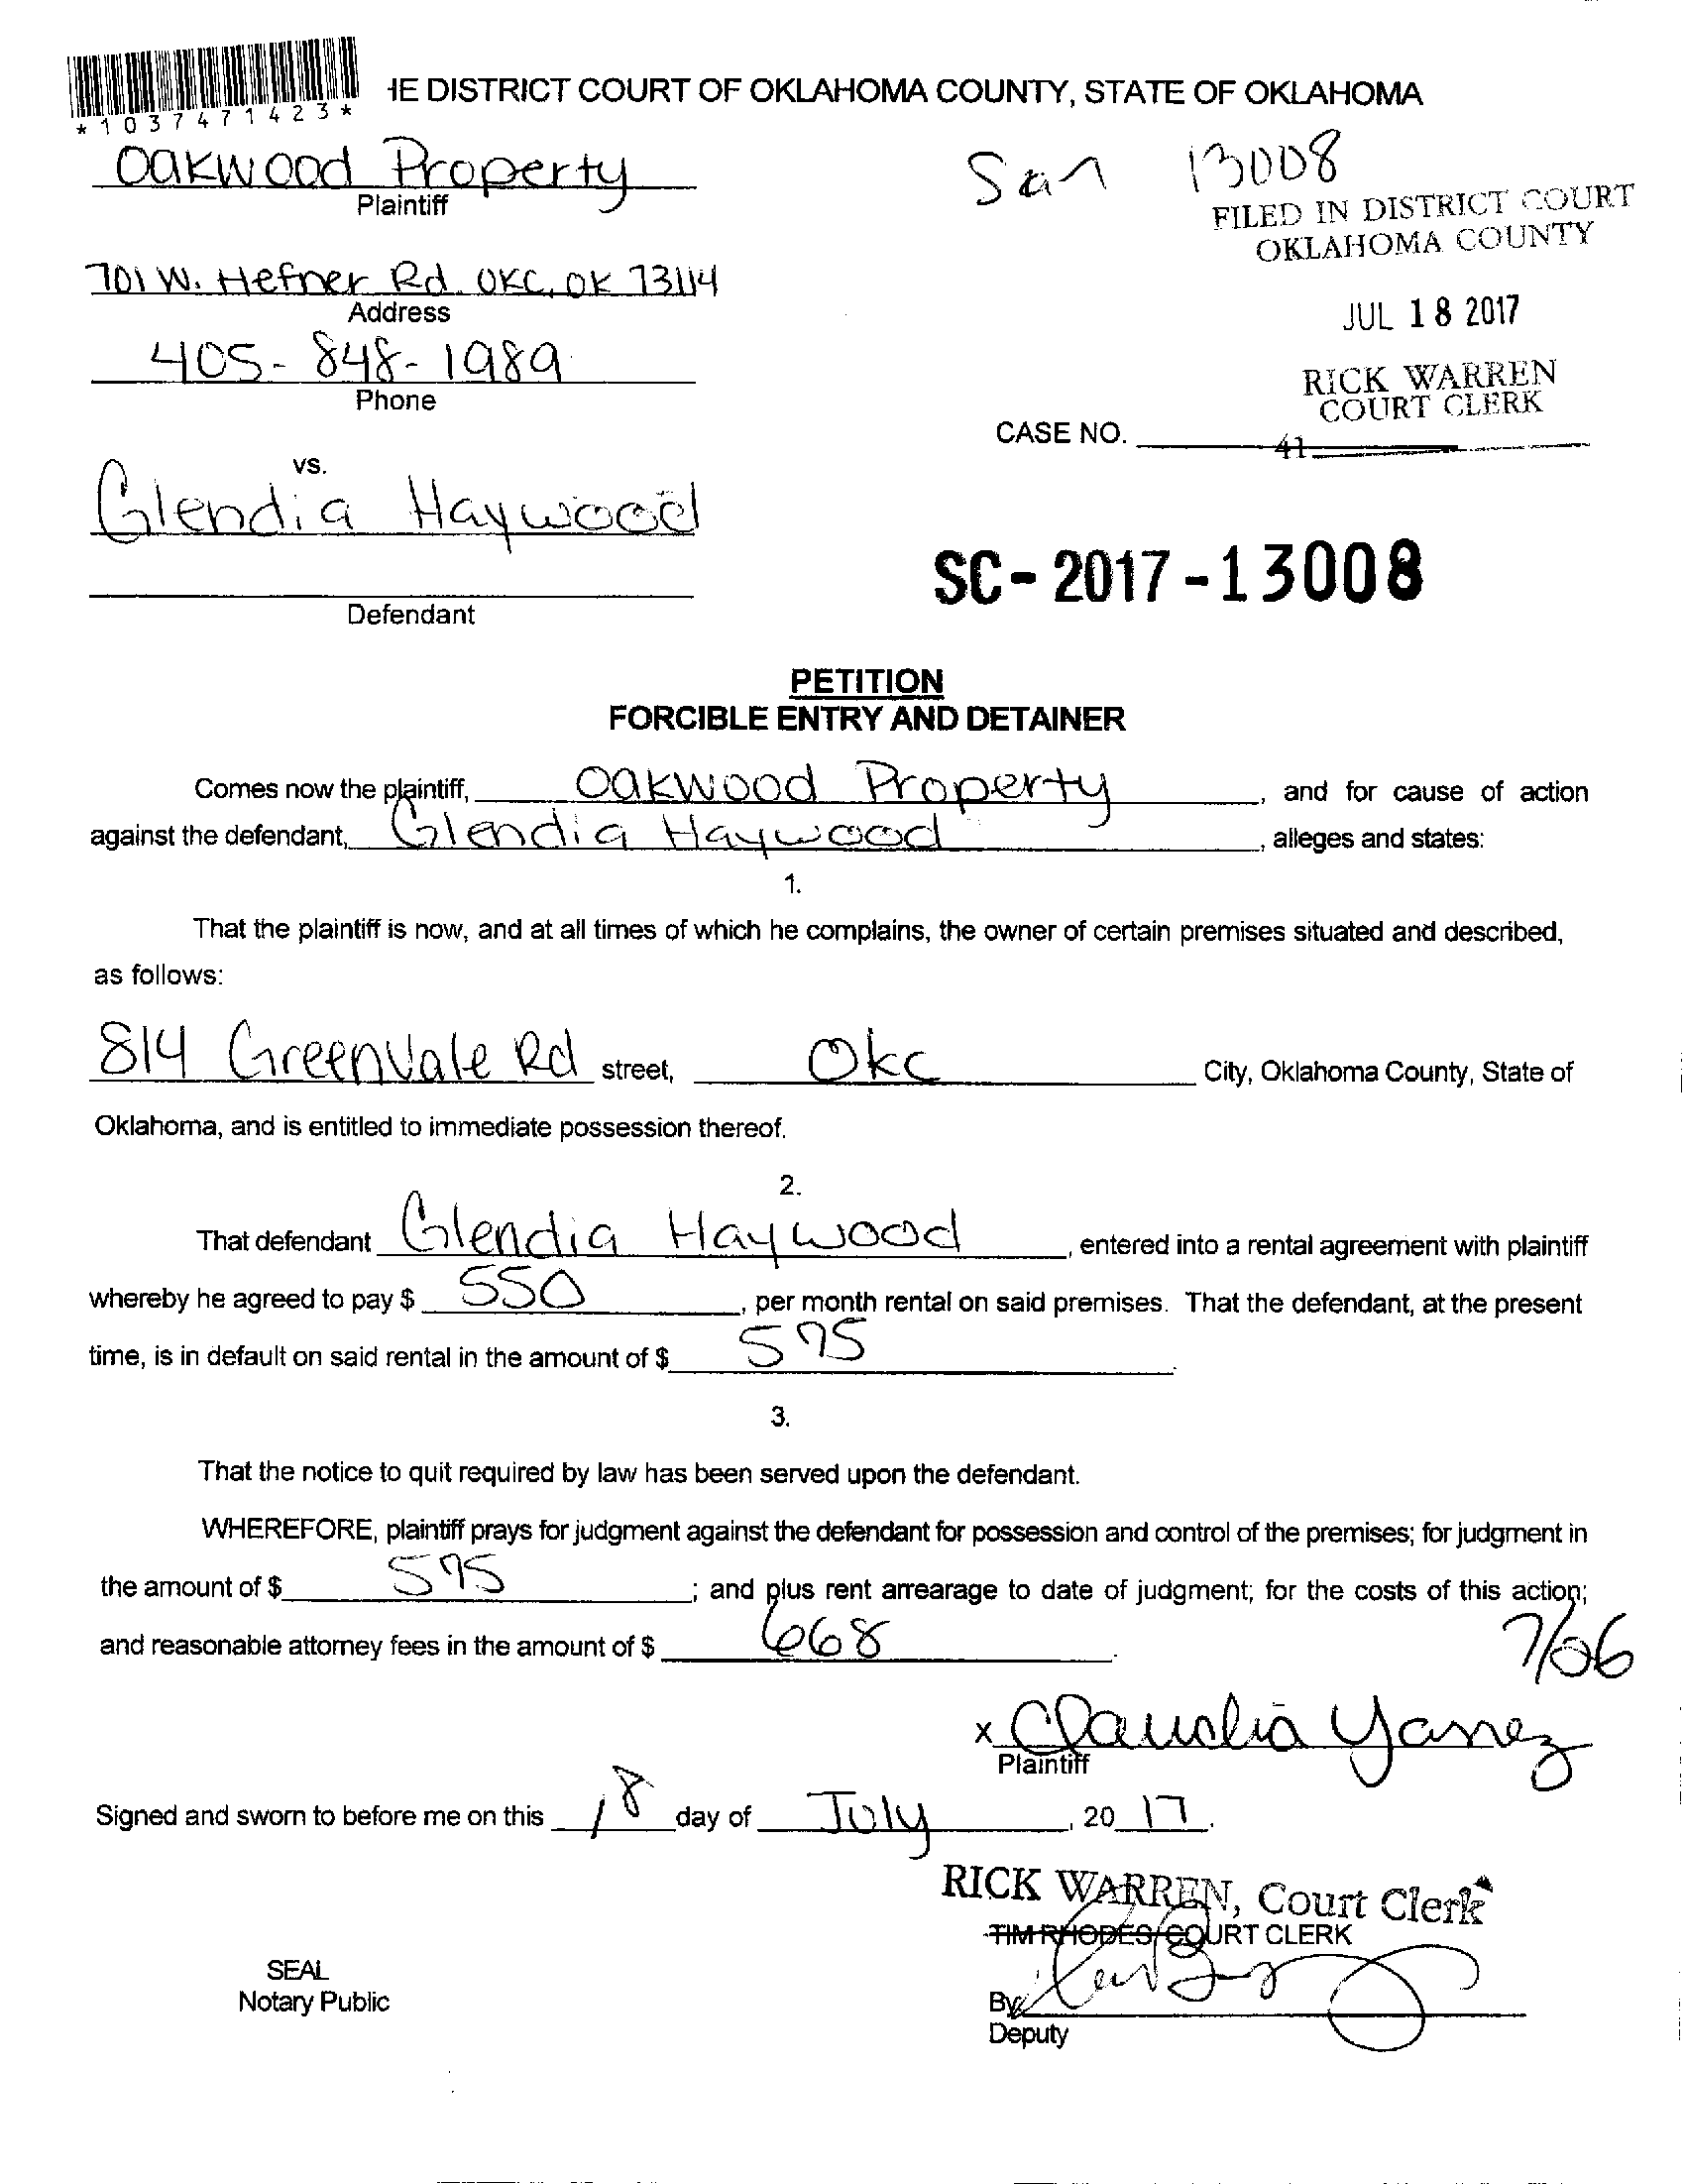 *1037471423*
HE DISTRICT COURT OF OKLAHOMA COUNTY, STATE OF OKLAHOMA
Oakwood Property
Plaintiff
San 13008
FILED IN DISTRICT COURT
OKLAHOMA COUNTY
701 W. Hefner Rd. OKC, OK 73114
Address
JUL 18 2017
405-848-1989
Phone
RICK WARREN
COURT CLERK
CASE NO.
41
vs.
Glendia Haywood
SC-2017-13008
Defendant
PETITION
FORCIBLE ENTRY AND DETAINER
Comes now the plaintiff, Oakwood Property, and for cause of action
against the defendant, Glendia Haywood, alleges and states:
1.
That the plaintiff is now, and at all times of which he complains, the owner of certain premises situated and described,
as follows:
814 Greenvale Rd street, Okc City, Oklahoma County, State of
Oklahoma, and is entitled to immediate possession thereof.
2.
That defendant Glendia Haywood, entered into a rental agreement with plaintiff
whereby he agreed to pay $ 550, per month rental on said premises. That the defendant, at the present
time, is in default on said rental in the amount of $ 575.
3.
That the notice to quit required by law has been served upon the defendant.
WHEREFORE, plaintiff prays for judgment against the defendant for possession and control of the premises; for judgment in
the amount of $ 575; and plus rent arrearage to date of judgment; for the costs of this action;
and reasonable attorney fees in the amount of $ 668.
7/26
x Claudia Yanez
Plaintiff
Signed and sworn to before me on this 18 day of July, 20 17.
RICK WARREN, Court Clerk
TIM RHODES COURT CLERK
SEAL
Notary Public
By
Deputy